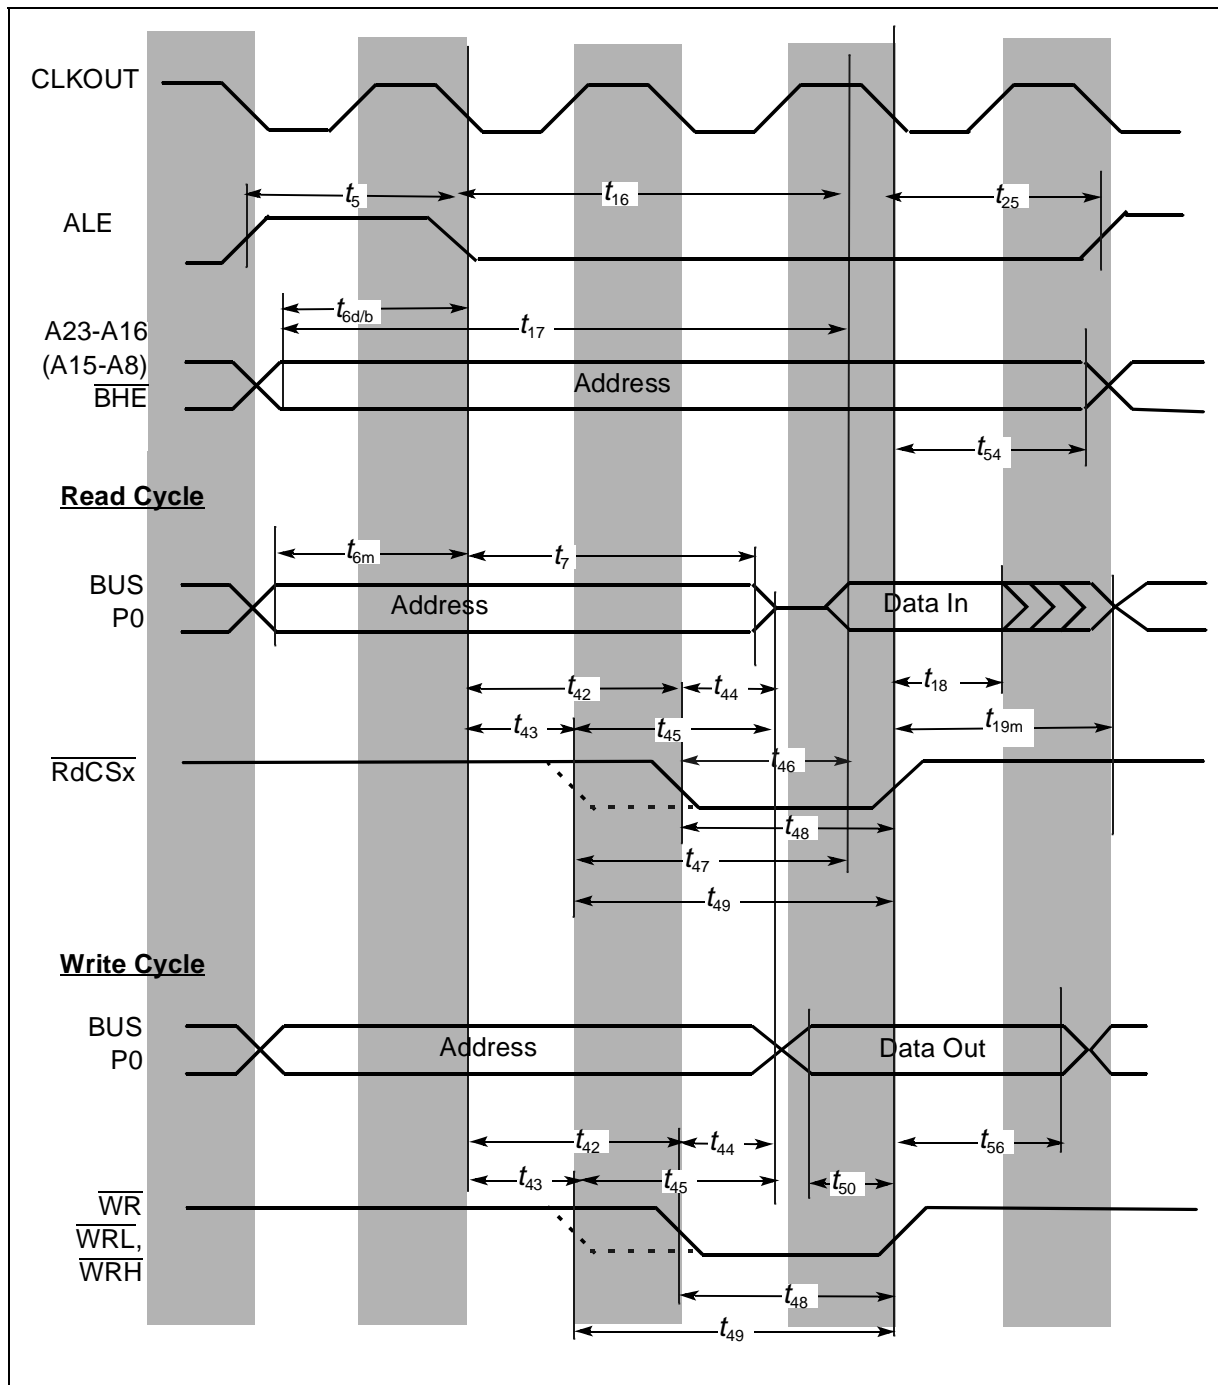 CLKOUT
t5
t16
t25
ALE
t6d/b
t17
A23-A16
(A15-A8)
BHE
Address
t54
Read Cycle
t6m
t7
BUS
P0
Address
Data In
t42
t44
t18
t43
t45
t19m
RdCSx
t46
t48
t47
t49
Write Cycle
BUS
P0
Address
Data Out
t42
t44
t56
t43
t45
t50
WR
WRL,
WRH
t48
t49